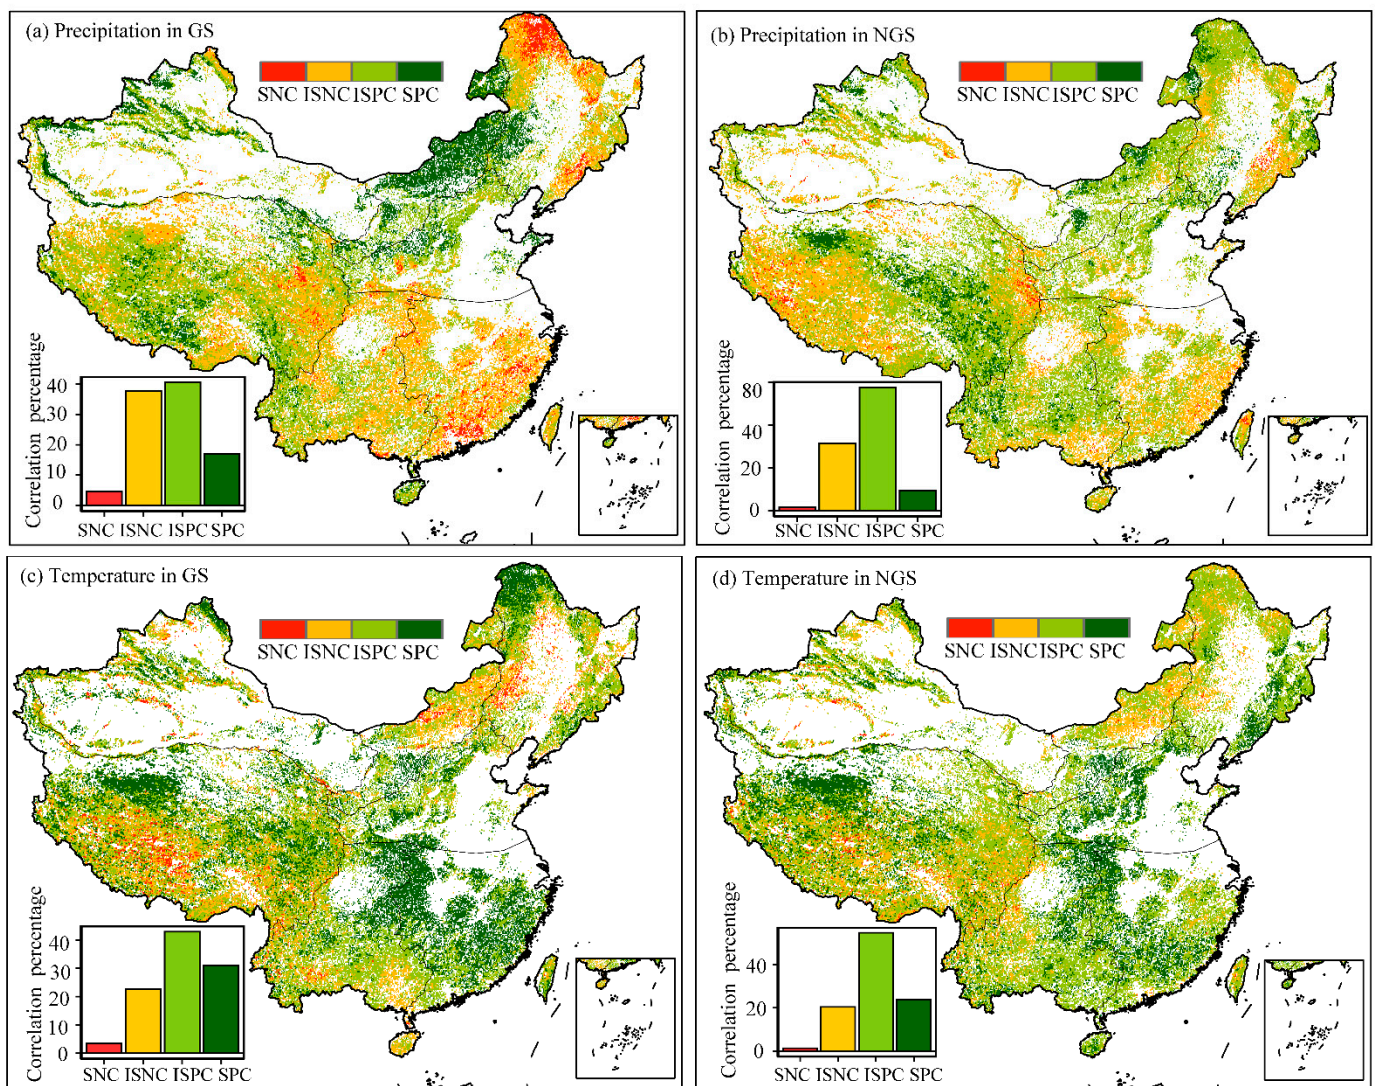 (a) Precipitation in GS
SNC ISNC ISPC SPC
Correlation percentage
40
30
20
10
0
SNC ISNC ISPC SPC
(b) Precipitation in NGS
SNC ISNC ISPC SPC
Correlation percentage
80
40
20
0
SNC ISNC ISPC SPC
(c) Temperature in GS
SNC ISNC ISPC SPC
Correlation percentage
40
30
20
10
0
SNC ISNC ISPC SPC
(d) Temperature in NGS
SNC ISNC ISPC SPC
Correlation percentage
40
20
0
SNC ISNC ISPC SPC